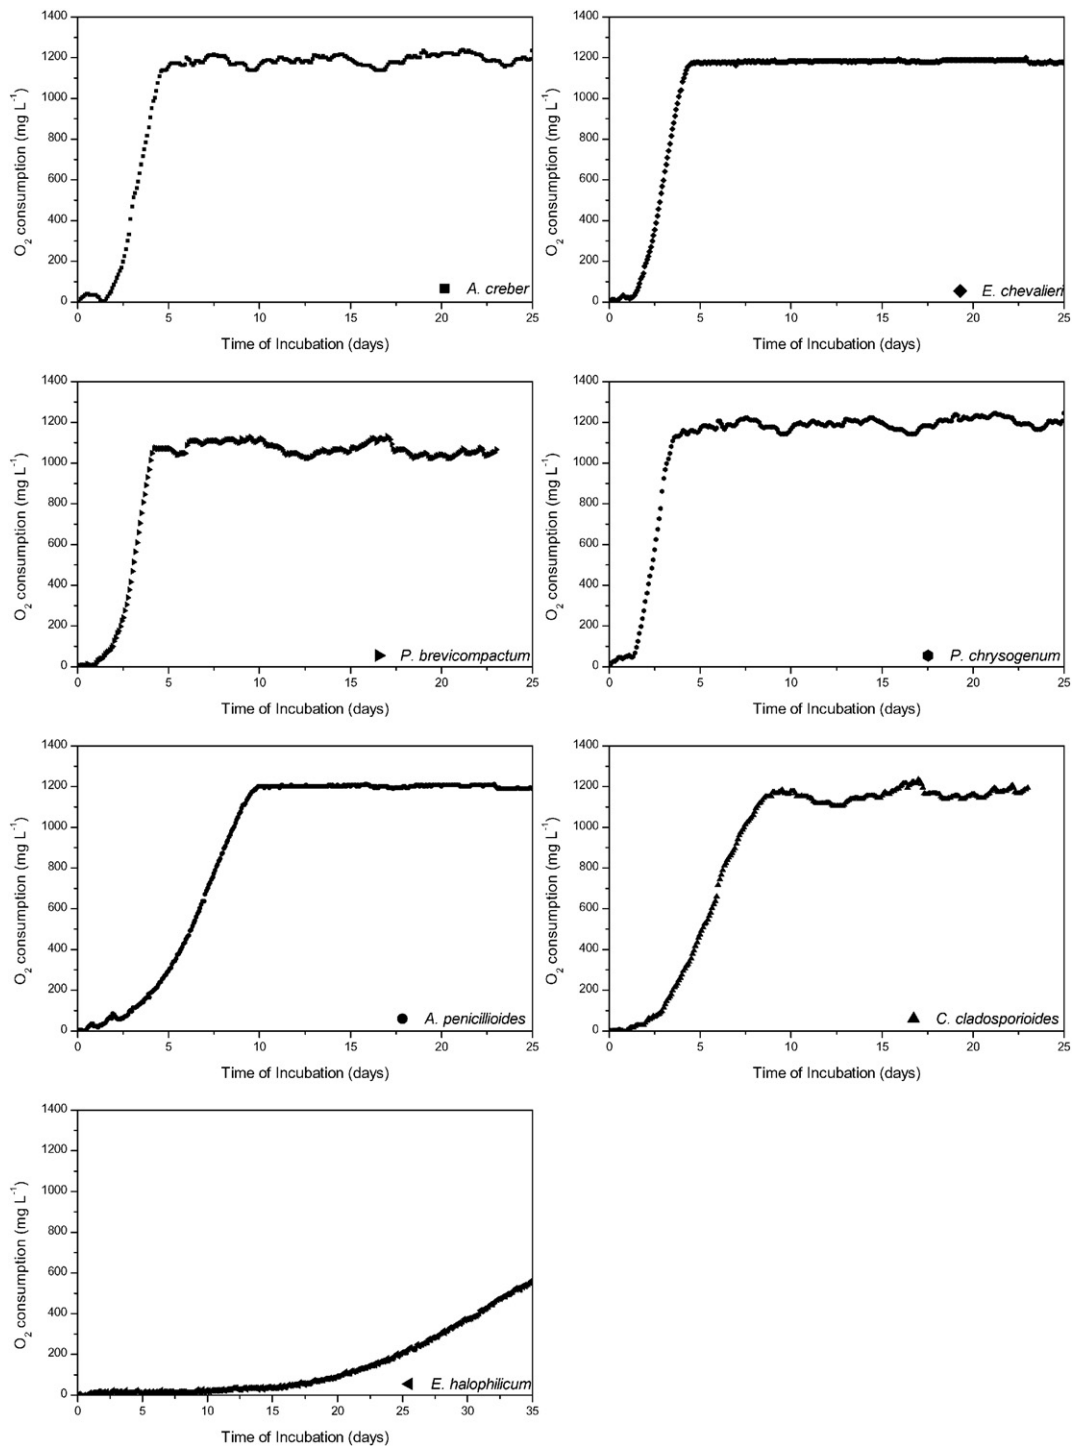 1400
1200
1000
800
600
400
200
0
O₂ consumption (mg L⁻¹)
A. creber
0 5 10 15 20 25
Time of Incubation (days)
1400
1200
1000
800
600
400
200
0
O₂ consumption (mg L⁻¹)
E. chevalieri
0 5 10 15 20 25
Time of Incubation (days)
1400
1200
1000
800
600
400
200
0
O₂ consumption (mg L⁻¹)
P. brevicompactum
0 5 10 15 20 25
Time of Incubation (days)
1400
1200
1000
800
600
400
200
0
O₂ consumption (mg L⁻¹)
P. chrysogenum
0 5 10 15 20 25
Time of Incubation (days)
1400
1200
1000
800
600
400
200
0
O₂ consumption (mg L⁻¹)
A. penicillioides
0 5 10 15 20 25
Time of Incubation (days)
1400
1200
1000
800
600
400
200
0
O₂ consumption (mg L⁻¹)
C. cladosporioides
0 5 10 15 20 25
Time of Incubation (days)
1400
1200
1000
800
600
400
200
0
O₂ consumption (mg L⁻¹)
E. halophilicum
0 5 10 15 20 25 30 35
Time of Incubation (days)